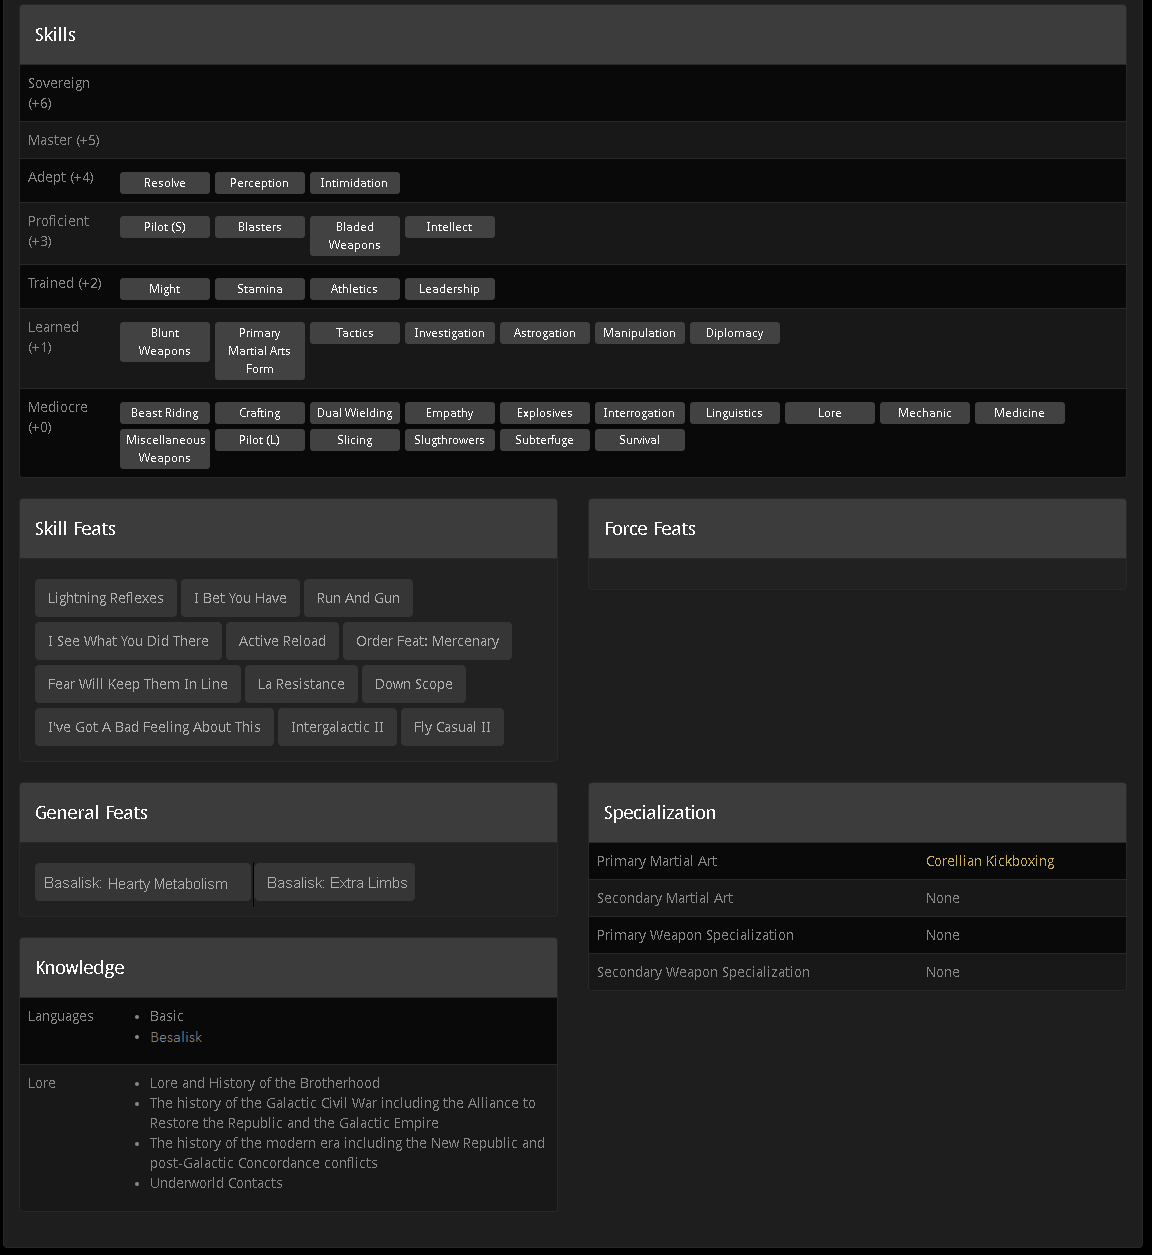 Skills
Sovereign
(+6)
Master (+5)
Adept (+4)
Resolve Perception Intimidation
Proficient
(+3)
Pilot (S) Blasters Bladed Weapons Intellect
Trained (+2)
Might Stamina Athletics Leadership
Learned
(+1)
Blunt Weapons Primary Martial Arts Form Tactics Investigation Astrogation Manipulation Diplomacy
Mediocre
(+0)
Beast Riding Crafting Dual Wielding Empathy Explosives Interrogation Linguistics Lore Mechanic Medicine
Miscellaneous Weapons Pilot (L) Slicing Slugthrowers Subterfuge Survival
Skill Feats
Lightning Reflexes I Bet You Have Run And Gun
I See What You Did There Active Reload Order Feat: Mercenary
Fear Will Keep Them In Line La Resistance Down Scope
I've Got A Bad Feeling About This Intergalactic II Fly Casual II
Force Feats
General Feats
Basalisk: Hearty Metabolism Basalisk: Extra Limbs
Specialization
Primary Martial Art Corellian Kickboxing
Secondary Martial Art None
Primary Weapon Specialization None
Secondary Weapon Specialization None
Knowledge
Languages
• Basic
• Besalisk
Lore
• Lore and History of the Brotherhood
• The history of the Galactic Civil War including the Alliance to
Restore the Republic and the Galactic Empire
• The history of the modern era including the New Republic and
post-Galactic Concordance conflicts
• Underworld Contacts